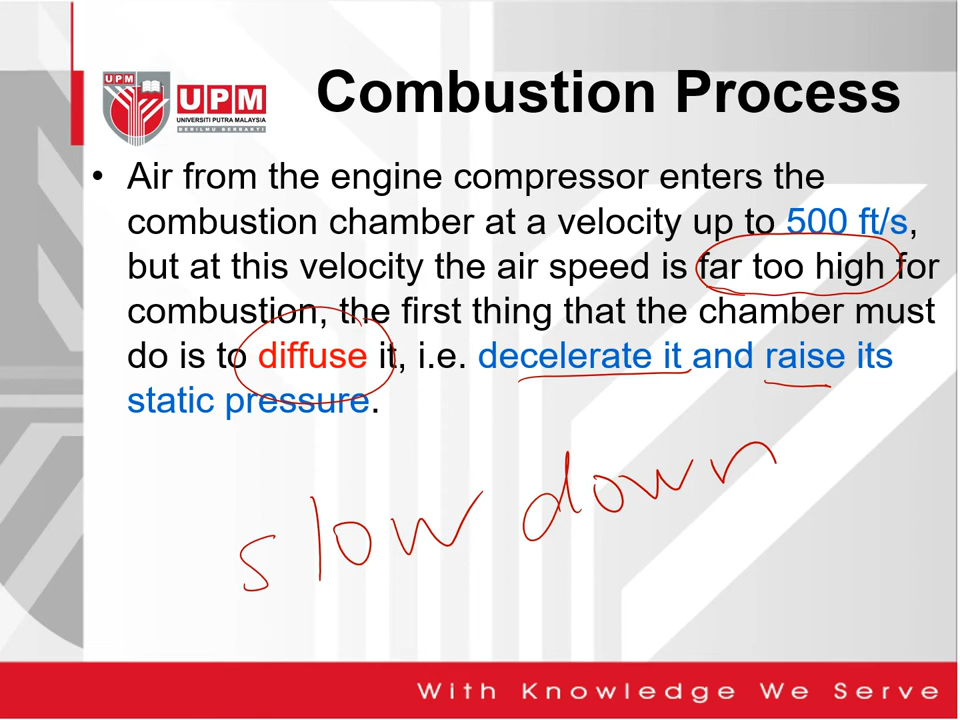 UPM
UPM
UNIVERSITI PUTRA MALAYSIA
BERILMU BERBAKTI
Combustion Process
• Air from the engine compressor enters the
combustion chamber at a velocity up to 500 ft/s,
but at this velocity the air speed is far too high for
combustion, the first thing that the chamber must
do is to diffuse it, i.e. decelerate it and raise its
static pressure.
slow down
With Knowledge We Serve